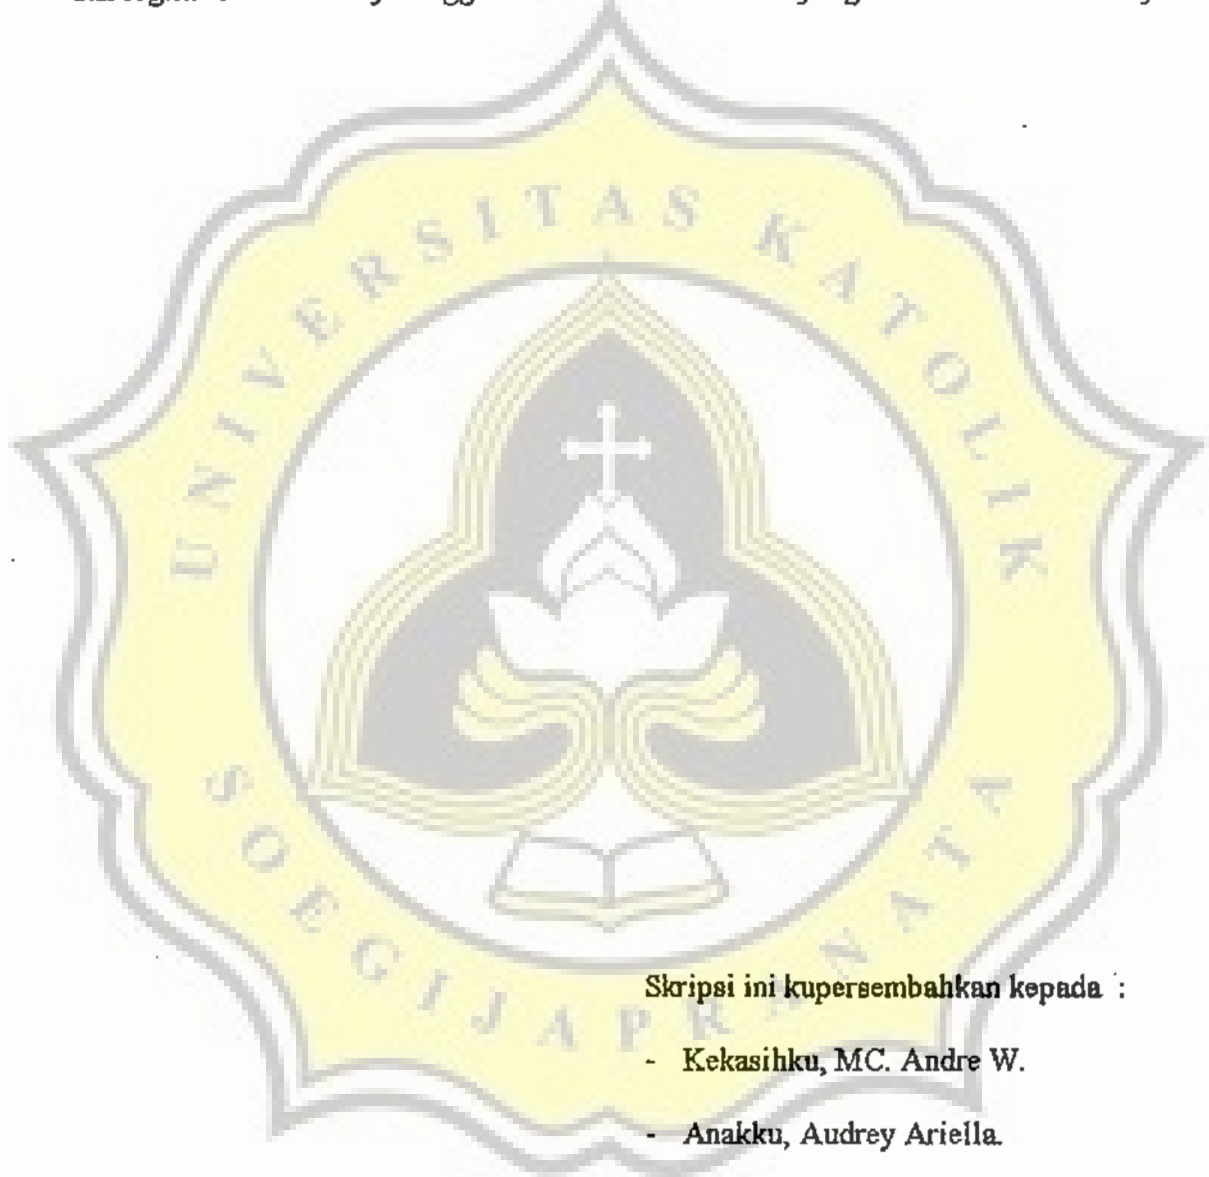 UNIVERSITAS KATOLIK
SOEGIJAPRANATA
Skripsi ini kupersembahkan kepada :
- Kekasihku, MC. Andre W.
- Anakku, Audrey Ariella.